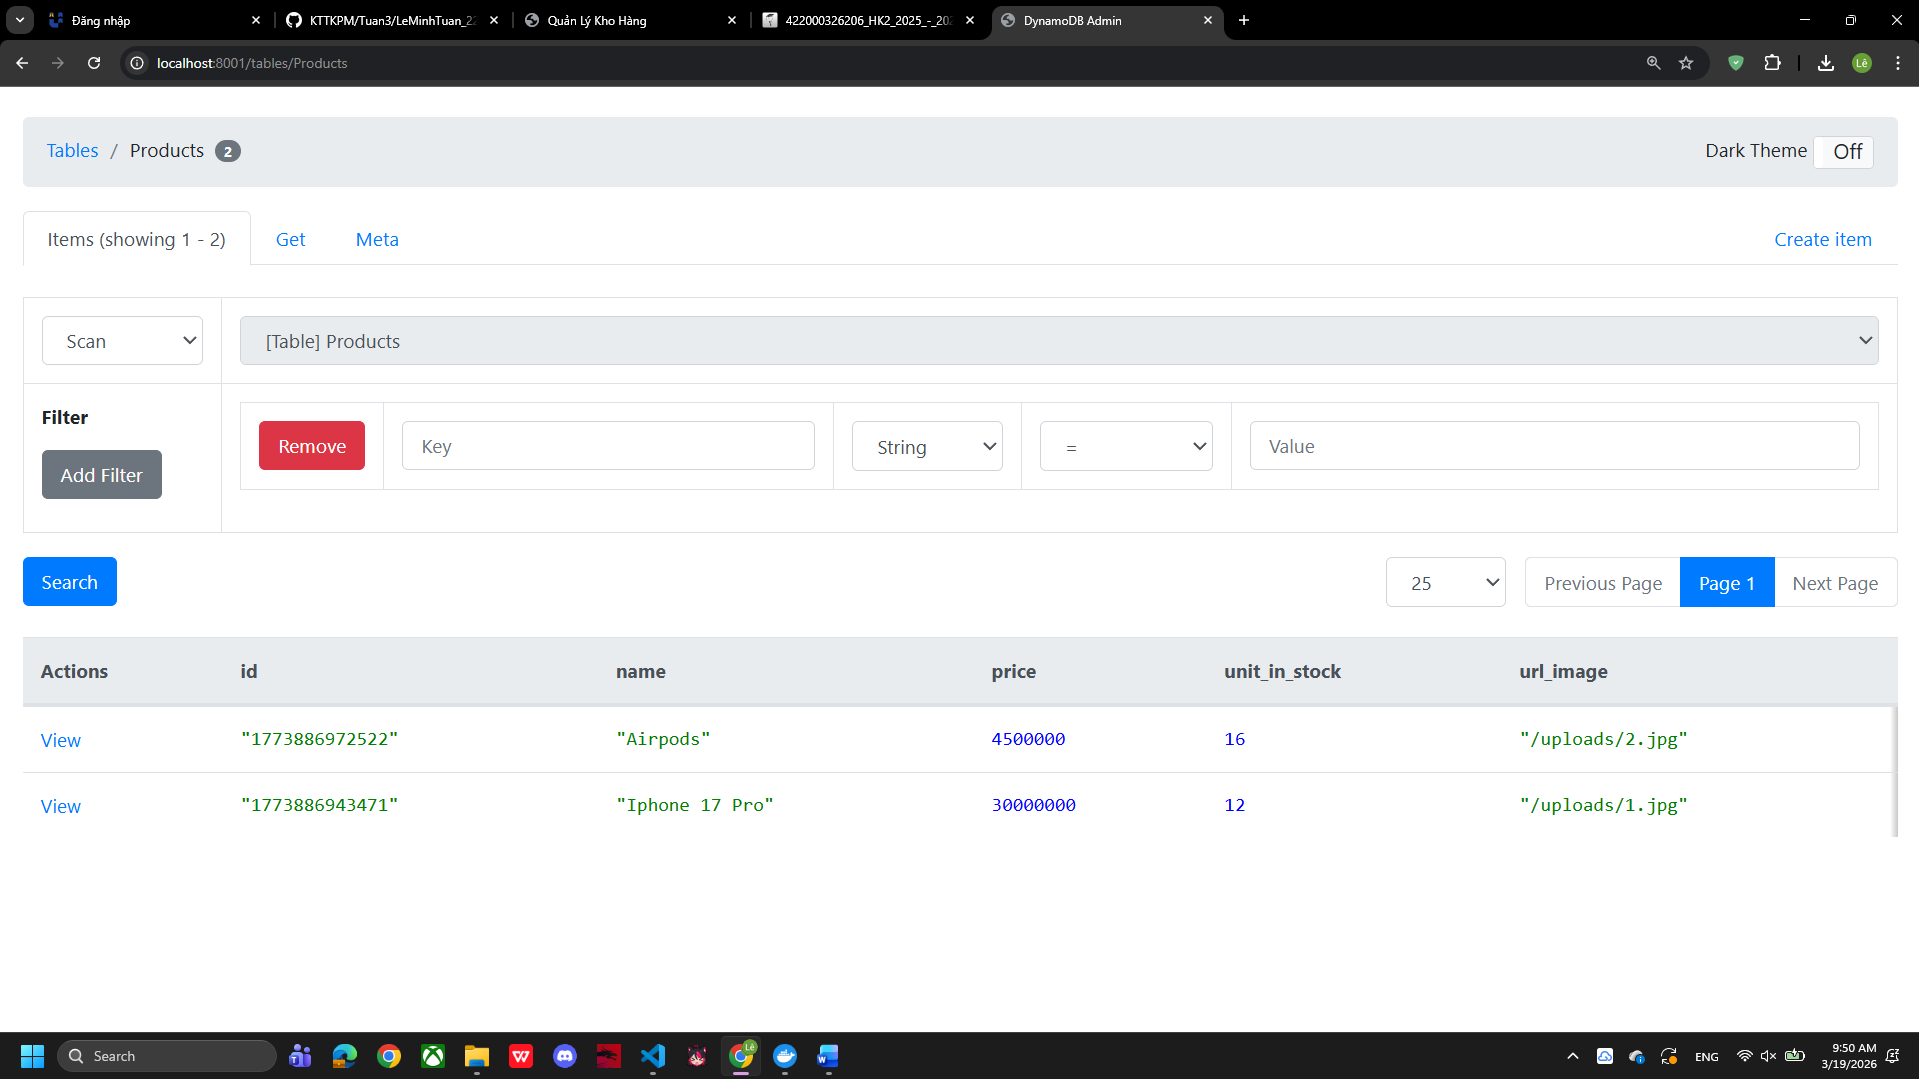 Đăng nhập
KTTKPM/Tuan3/LeMinhTuan_22
Quản Lý Kho Hàng
422000326206_HK2_2025_-_202
DynamoDB Admin
localhost:8001/tables/Products
Lê
Tables / Products 2
Dark Theme Off
Items (showing 1 - 2) Get Meta Create item
Scan [Table] Products
Filter
Add Filter
Remove Key String = Value
Search 25 Previous Page Page 1 Next Page
Actions id name price unit_in_stock url_image
View "1773886972522" "Airpods" 4500000 16 "/uploads/2.jpg"
View "1773886943471" "Iphone 17 Pro" 30000000 12 "/uploads/1.jpg"
Search
Lê
ENG
9:50 AM
3/19/2026